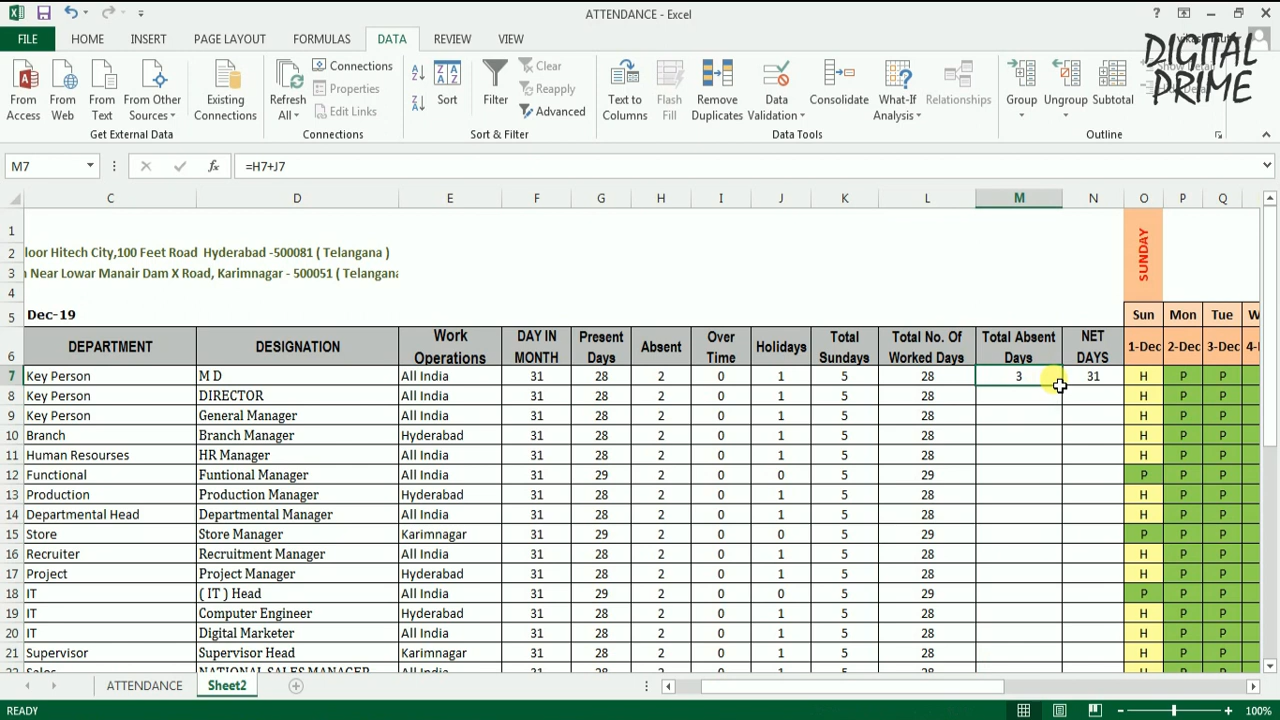 ATTENDANCE - Excel
FILE HOME INSERT PAGE LAYOUT FORMULAS DATA REVIEW VIEW
DIGITAL
PRIME
From Access
From Web
From Text
From Other Sources
Existing Connections
Get External Data
Refresh All
Connections
Properties
Edit Links
Connections
Sort
Filter
Clear
Reapply
Advanced
Sort & Filter
Text to Columns
Flash Fill
Remove Duplicates
Data Validation
Consolidate
What-If Analysis
Relationships
Data Tools
Group
Ungroup
Subtotal
Outline
M7 =H7+J7
C D E F G H I J K L M N O P Q
1
2 loor Hitech City,100 Feet Road Hyderabad -500081 ( Telangana )
3 Near Lowar Manair Dam X Road, Karimnagar - 500051 ( Telangana
4
SUNDAY
5 Dec-19 Sun Mon Tue
6 DEPARTMENT DESIGNATION Work Operations DAY IN MONTH Present Days Absent Over Time Holidays Total Sundays Total No. Of Worked Days Total Absent Days NET DAYS 1-Dec 2-Dec 3-Dec
7 Key Person M D All India 31 28 2 0 1 5 28 3 31 H P P
8 Key Person DIRECTOR All India 31 28 2 0 1 5 28 H P P
9 Key Person General Manager All India 31 28 2 0 1 5 28 H P P
10 Branch Branch Manager Hyderabad 31 28 2 0 1 5 28 H P P
11 Human Resourses HR Manager All India 31 28 2 0 1 5 28 H P P
12 Functional Funtional Manager All India 31 29 2 0 0 5 29 P P P
13 Production Production Manager Hyderabad 31 28 2 0 1 5 28 H P P
14 Departmental Head Departmental Manager All India 31 28 2 0 1 5 28 H P P
15 Store Store Manager Karimnagar 31 29 2 0 0 5 29 P P P
16 Recruiter Recruitment Manager All India 31 28 2 0 1 5 28 H P P
17 Project Project Manager All India 31 28 2 0 1 5 28 H P P
18 IT ( IT ) Head All India 31 29 2 0 0 5 29 P P P
19 IT Computer Engineer Hyderabad 31 28 2 0 1 5 28 H P P
20 IT Digital Marketer All India 31 28 2 0 1 5 28 H P P
21 Supervisor Supervisor Head Karimnagar 31 28 2 0 1 5 28 H P P
Sales NATIONAL SALES MANAGER
ATTENDANCE Sheet2
READY 100%